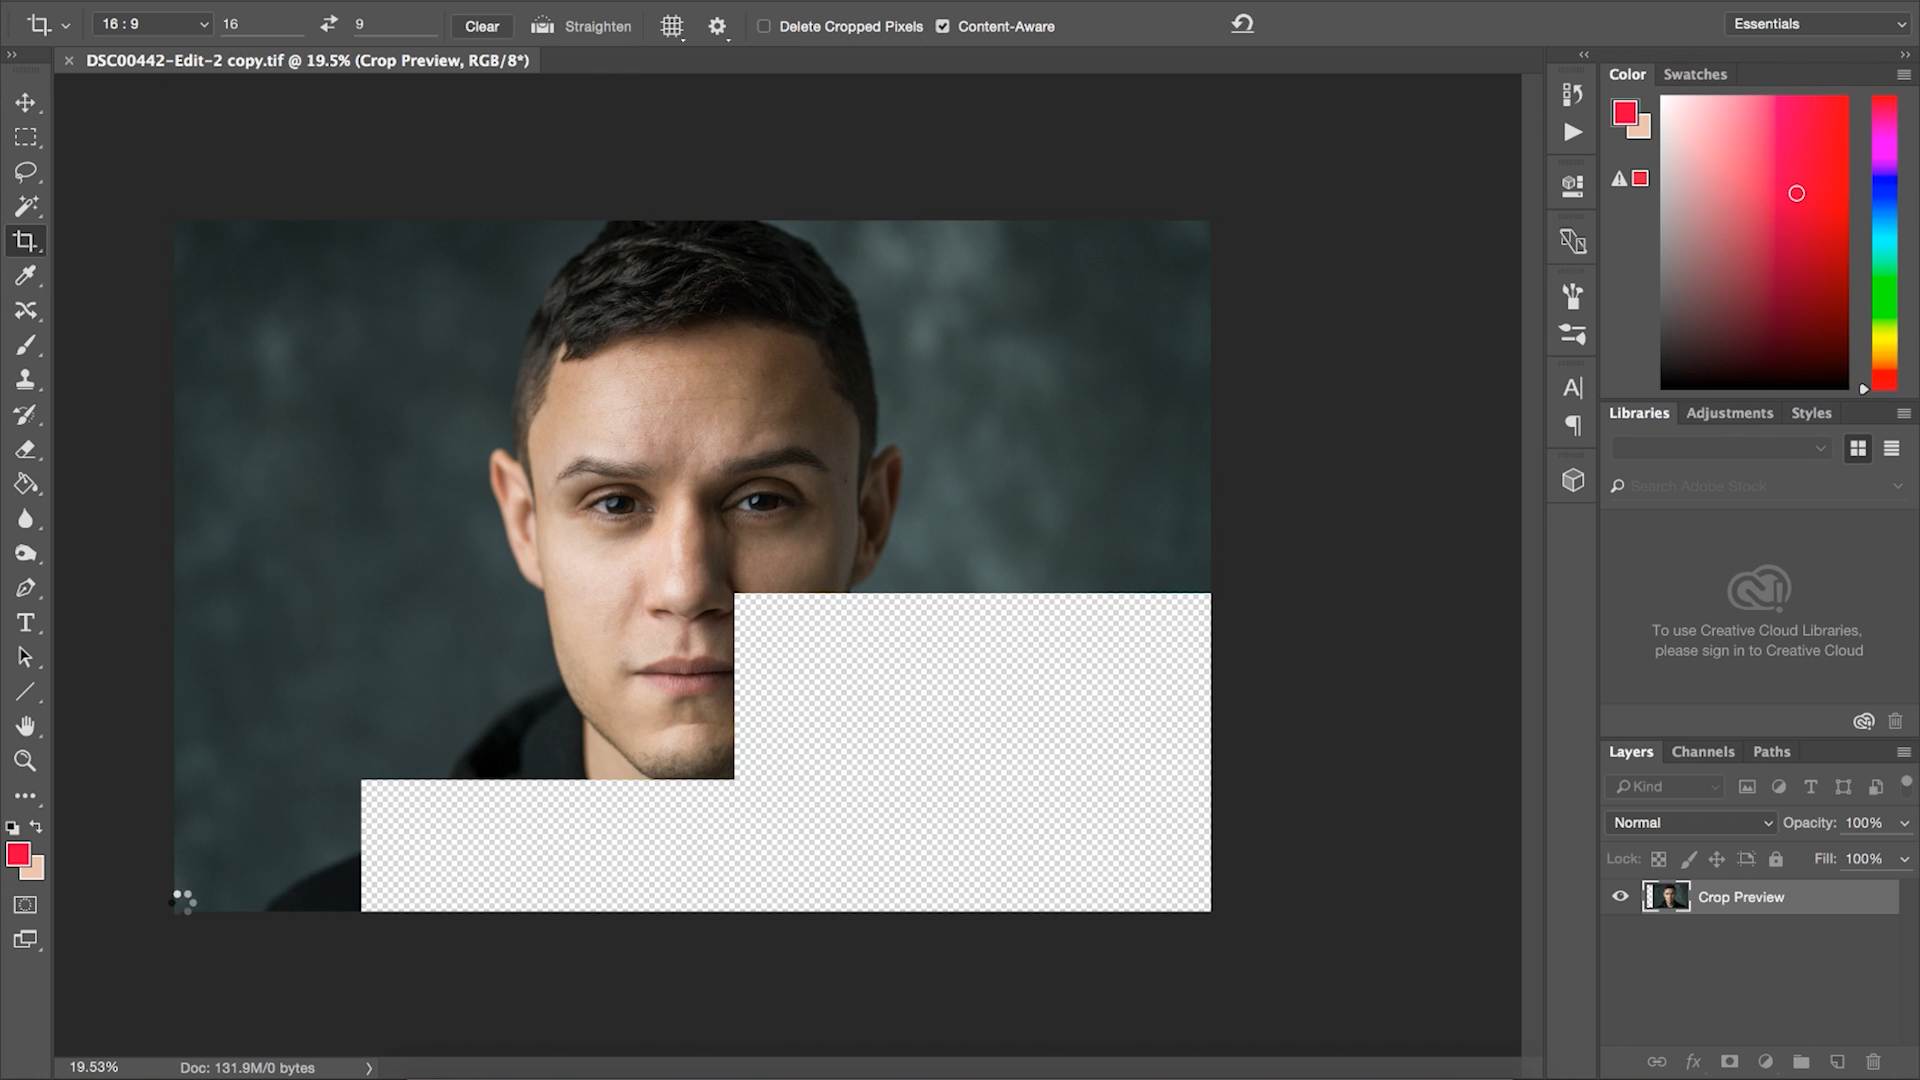 16 : 9
16
9
Clear
Straighten
Delete Cropped Pixels
Content-Aware
Essentials
DSC00442-Edit-2 copy.tif @ 19.5% (Crop Preview, RGB/8*)
Color
Swatches
Libraries
Adjustments
Styles
Search Adobe Stock
To use Creative Cloud Libraries,
please sign in to Creative Cloud
Layers
Channels
Paths
Kind
Normal
Opacity: 100%
Lock:
Fill: 100%
Crop Preview
fx
19.53%
Doc: 131.9M/0 bytes